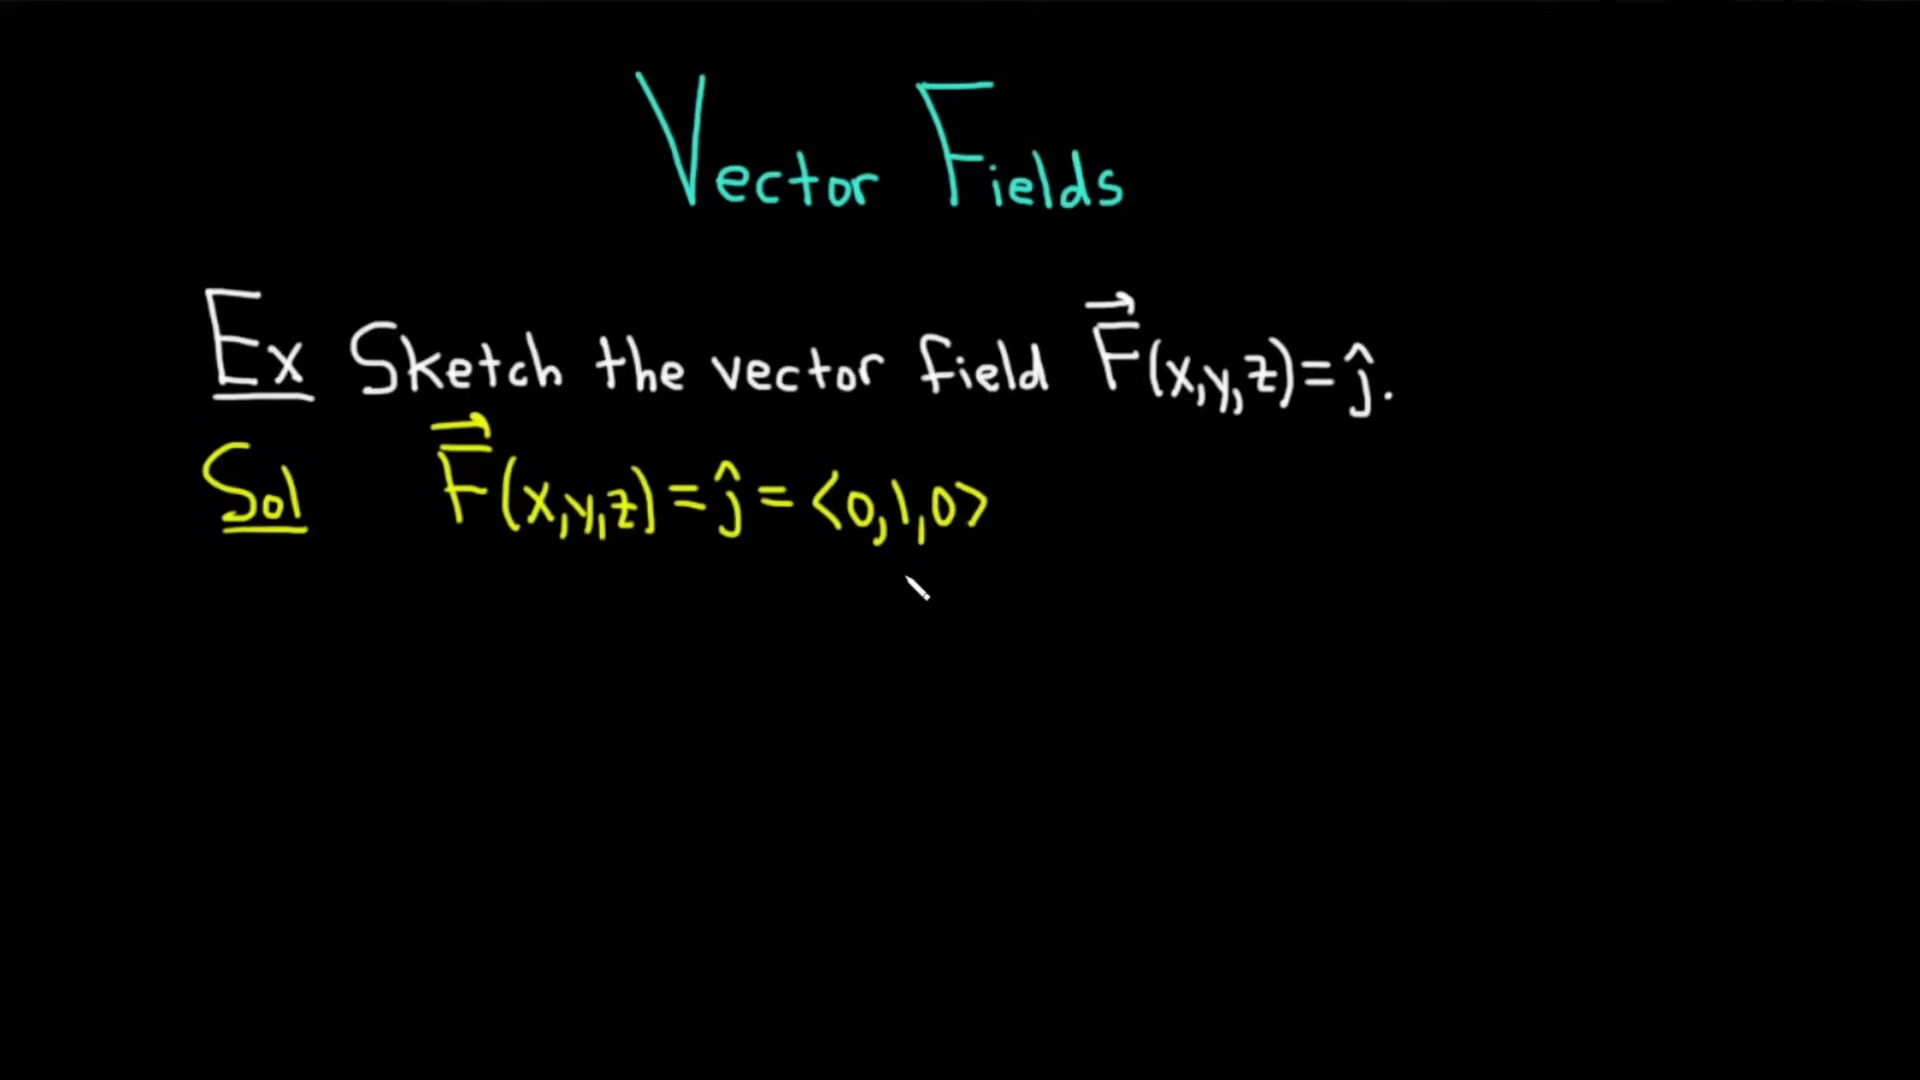 Vector Fields
Ex Sketch the vector field F⃗(x,y,z)=ĵ.
Sol F⃗(x,y,z)=ĵ=<0,1,0>